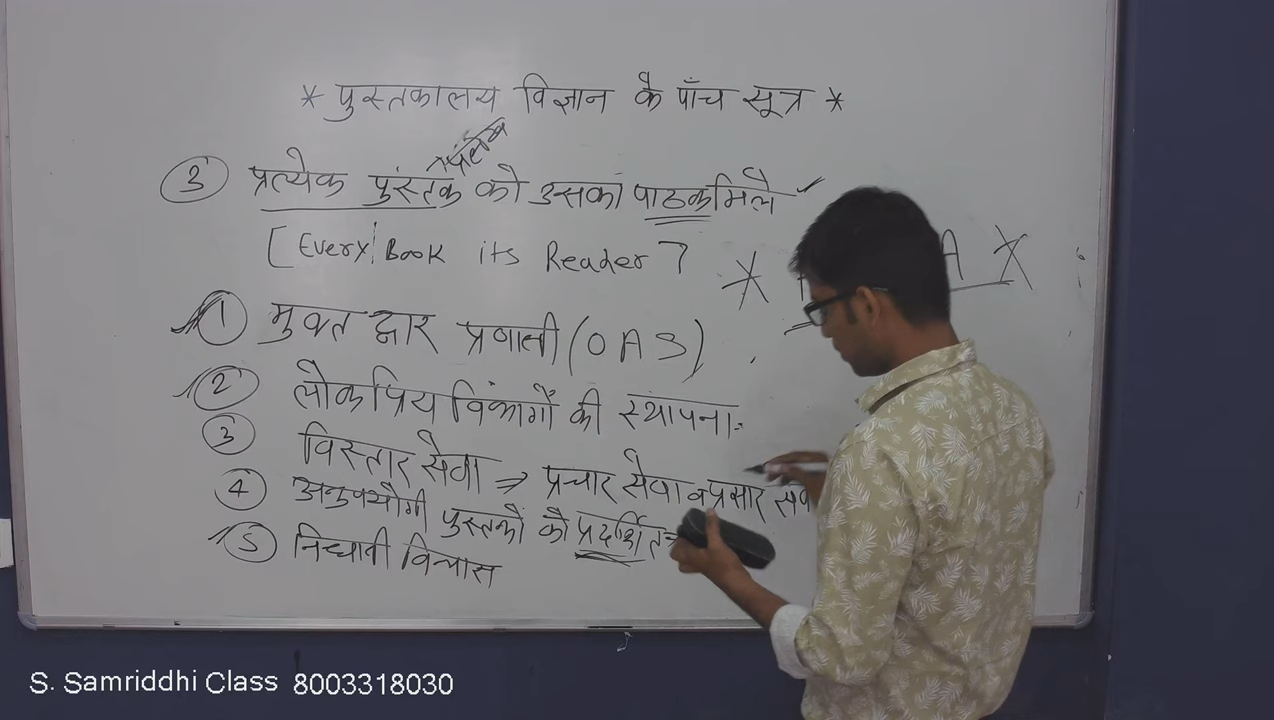 * पुस्तकालय विज्ञान के पाँच सूत्र *
③ प्रत्येक पुस्तक को उसका पाठक मिले
[Every Book its Reader]
① मुक्त द्वार प्रणाली (OAS)
② लोकप्रिय विभागों की स्थापना
③ विस्तार सेवा ⇒ प्रचार सेवा व प्रसार
④ अनुपयोगी पुस्तकों को प्रदर्शित
⑤ निधानी विन्यास
S. Samriddhi Class 8003318030